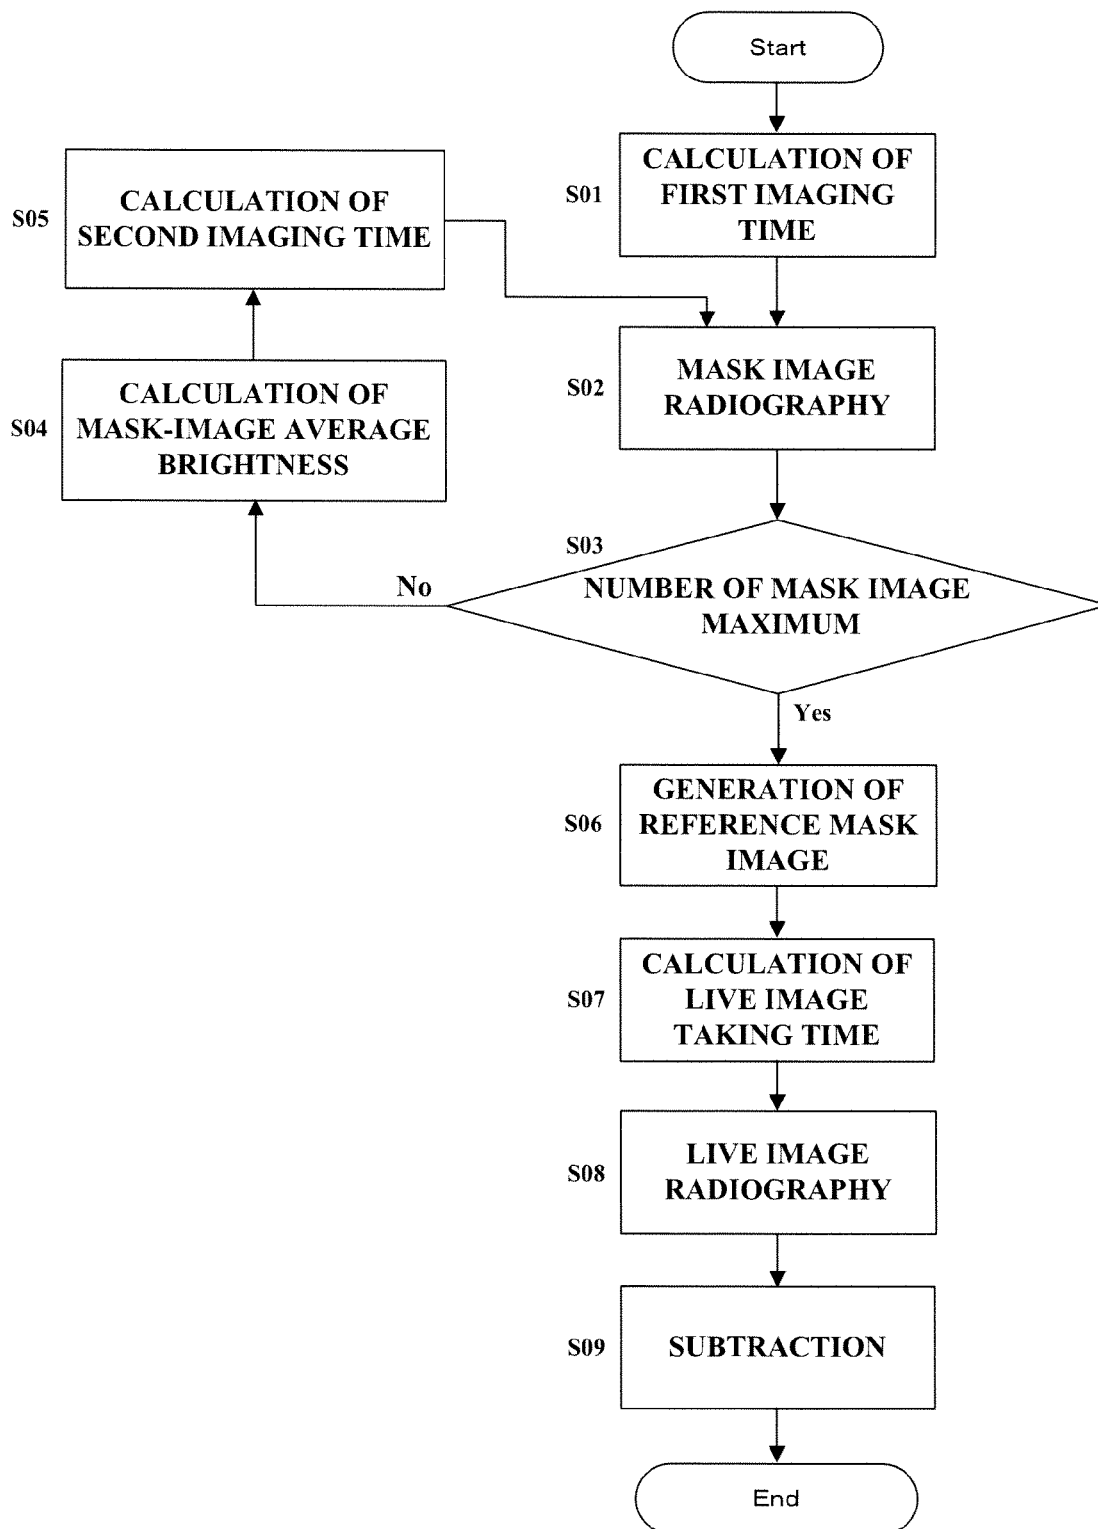 Start
S01
CALCULATION OF
FIRST IMAGING
TIME
S05
CALCULATION OF
SECOND IMAGING TIME
S02
MASK IMAGE
RADIOGRAPHY
S04
CALCULATION OF
MASK-IMAGE AVERAGE
BRIGHTNESS
S03
NUMBER OF MASK IMAGE
MAXIMUM
No
Yes
S06
GENERATION OF
REFERENCE MASK
IMAGE
S07
CALCULATION OF
LIVE IMAGE
TAKING TIME
S08
LIVE IMAGE
RADIOGRAPHY
S09
SUBTRACTION
End